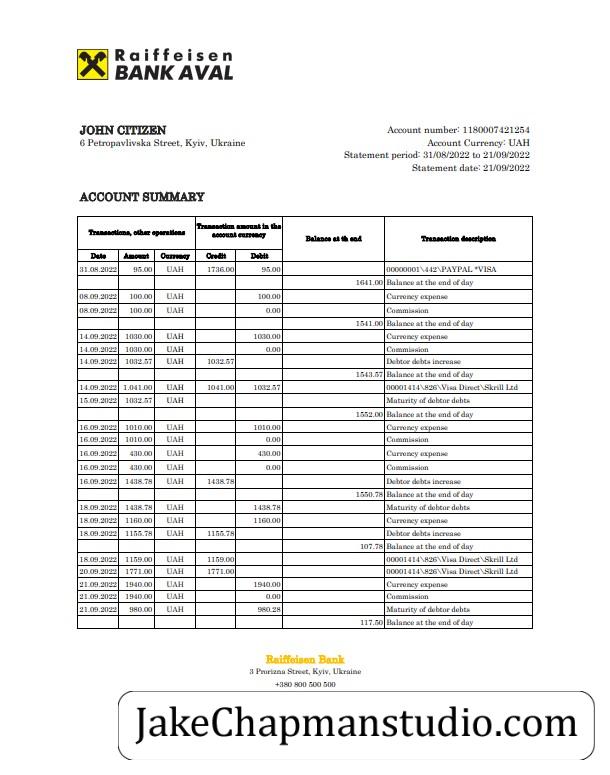 Raiffeisen
BANK AVAL
JOHN CITIZEN
6 Petropavlivska Street, Kyiv, Ukraine
Account number: 1180007421254
Account Currency: UAH
Statement period: 31/08/2022 to 21/09/2022
Statement date: 21/09/2022
ACCOUNT SUMMARY
Transactions, other operations Transaction amount in the account currency Balance at th end Transaction description
Date Amount Currency Credit Debit
31.08.2022 95.00 UAH 1736.00 95.00 00000001\442\PAYPAL *VISA
1641.00 Balance at the end of day
08.09.2022 100.00 UAH 100.00 Currency expense
08.09.2022 100.00 UAH 0.00 Commission
1541.00 Balance at the end of day
14.09.2022 1030.00 UAH 1030.00 Currency expense
14.09.2022 1030.00 UAH 0.00 Commission
14.09.2022 1032.57 UAH 1032.57 Debtor debts increase
1543.57 Balance at the end of day
14.09.2022 1.041.00 UAH 1041.00 1032.57 00001414\826\Visa Direct\Skrill Ltd
15.09.2022 1032.57 UAH Maturity of debtor debts
1552.00 Balance at the end of day
16.09.2022 1010.00 UAH 1010.00 Currency expense
16.09.2022 1010.00 UAH 0.00 Commission
16.09.2022 430.00 UAH 430.00 Currency expense
16.09.2022 430.00 UAH 0.00 Commission
16.09.2022 1438.78 UAH 1438.78 Debtor debts increase
1550.78 Balance at the end of day
18.09.2022 1438.78 UAH 1438.78 Maturity of debtor debts
18.09.2022 1160.00 UAH 1160.00 Currency expense
18.09.2022 1155.78 UAH 1155.78 Debtor debts increase
107.78 Balance at the end of day
18.09.2022 1159.00 UAH 1159.00 00001414\826\Visa Direct\Skrill Ltd
20.09.2022 1771.00 UAH 1771.00 00001414\826\Visa Direct\Skrill Ltd
21.09.2022 1940.00 UAH 1940.00 Currency expense
21.09.2022 1940.00 UAH 0.00 Commission
21.09.2022 980.00 UAH 980.28 Maturity of debtor debts
117.50 Balance at the end of day
Raiffeisen Bank
3 Prorizna Street, Kyiv, Ukraine
+380 800 500 500
JakeChapmanstudio.com